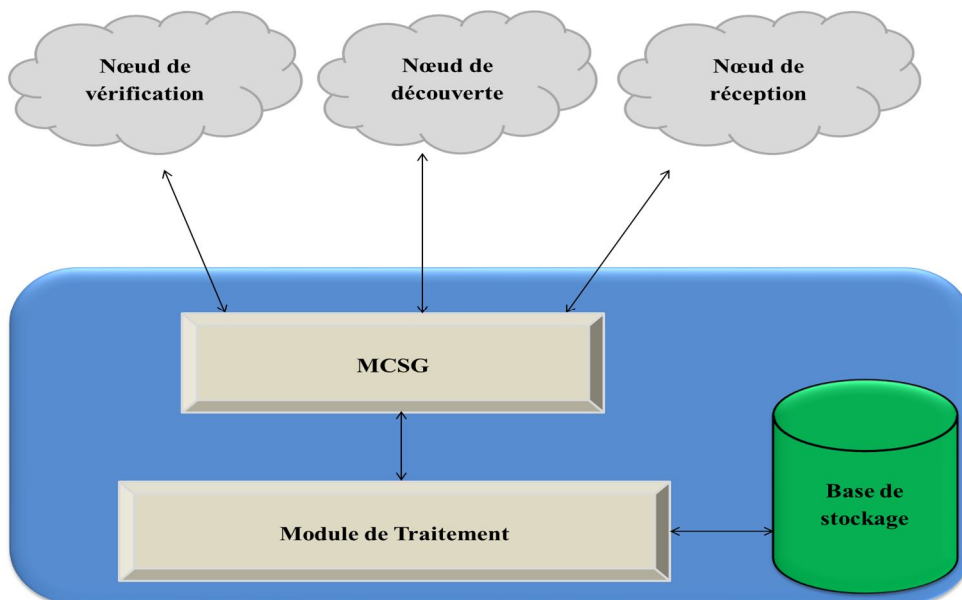 Nœud de
vérification
Nœud de
découverte
Nœud de
réception
MCSG
Module de Traitement
Base de
stockage